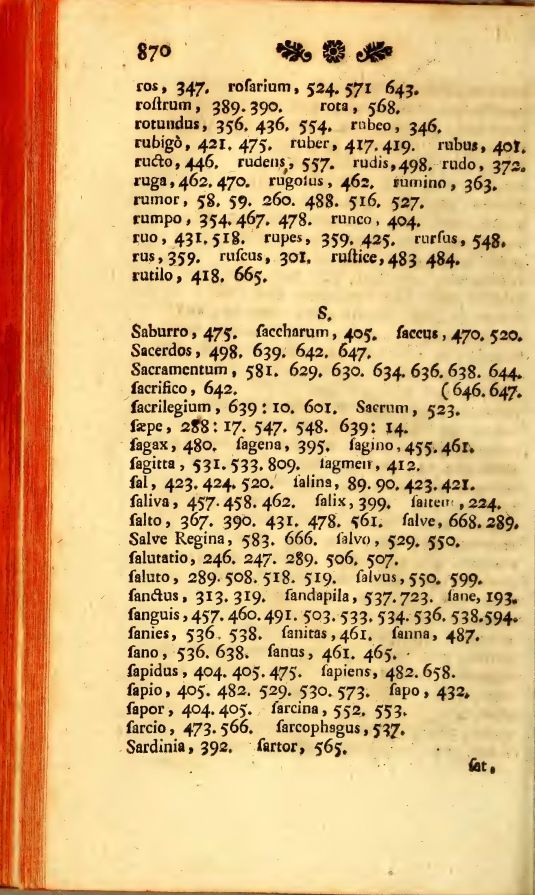 870
ros, 347. roſarium, 524. 571 643.
roſtrum, 389. 390. rota, 568.
rotundus, 356. 436. 554. rubeo, 346.
rubigò, 421. 475. ruber, 417. 419. rubus, 401.
ructo, 446. rudens, 557. rudis, 498. rudo, 372.
ruga, 462. 470. rugoſus, 462. rumino, 363.
rumor, 58. 59. 260. 488. 516. 527.
rumpo, 354. 467. 478. runco, 404.
ruo, 431. 518. rupes, 359. 425. rurſus, 548.
rus, 359. ruſcus, 301. ruſtice, 483 484.
rutilo, 418. 665.
S.
Saburro, 475. ſaccharum, 405. ſaccus, 470. 520.
Sacerdos, 498. 639. 642. 647.
Sacramentum, 581. 629. 630. 634. 636. 638. 644.
ſacrifico, 642. (646. 647.
ſacrilegium, 639: 10. 601. Sacrum, 523.
ſæpe, 288: 17. 547. 548. 639: 14.
ſagax, 480. ſagena, 395. ſagino, 455. 461.
ſagitta, 531. 533. 809. ſagmen, 412.
ſal, 423. 424. 520. ſalina, 89. 90. 423. 421.
ſaliva, 457. 458. 462. ſalix, 399. ſaltem, 224.
ſalto, 367. 390. 431. 478. 561. ſalve, 668. 289.
Salve Regina, 583. 666. ſalvo, 529. 550.
ſalutatio, 246. 247. 289. 506. 507.
ſaluto, 289. 508. 518. 519. ſalvus, 550. 599.
ſanctus, 313. 319. ſandapila, 537. 723. ſane, 193.
ſanguis, 457. 460. 491. 503. 533. 534. 536. 538. 594.
ſanies, 536. 538. ſanitas, 461. ſanna, 487.
ſano, 536. 638. ſanus, 461. 465.
ſapidus, 404. 405. 475. ſapiens, 482. 658.
ſapio, 405. 482. 529. 530. 573. ſapo, 432.
ſapor, 404. 405. ſarcina, 552. 553.
ſarcio, 473. 566. ſarcophagus, 537.
Sardinia, 392. ſartor, 565.
ſat,